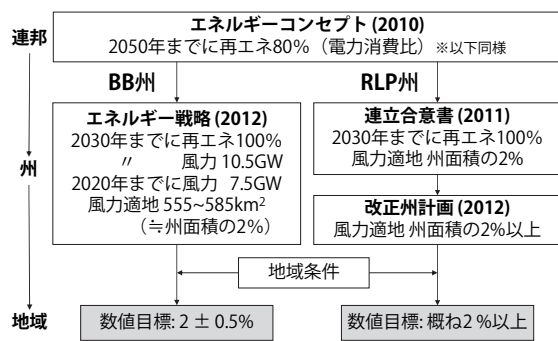 連邦
エネルギーコンセプト (2010)
2050年までに再エネ80%（電力消費比）※以下同様
BB州
RLP州
州
エネルギー戦略 (2012)
2030年までに再エネ100%
〃 風力 10.5GW
2020年までに風力 7.5GW
風力適地 555~585km²
（≒州面積の2%）
連立合意書 (2011)
2030年までに再エネ100%
風力適地 州面積の2%
改正州計画 (2012)
風力適地 州面積の2%以上
地域条件
地域
数値目標: 2 ± 0.5%
数値目標: 概ね2 %以上